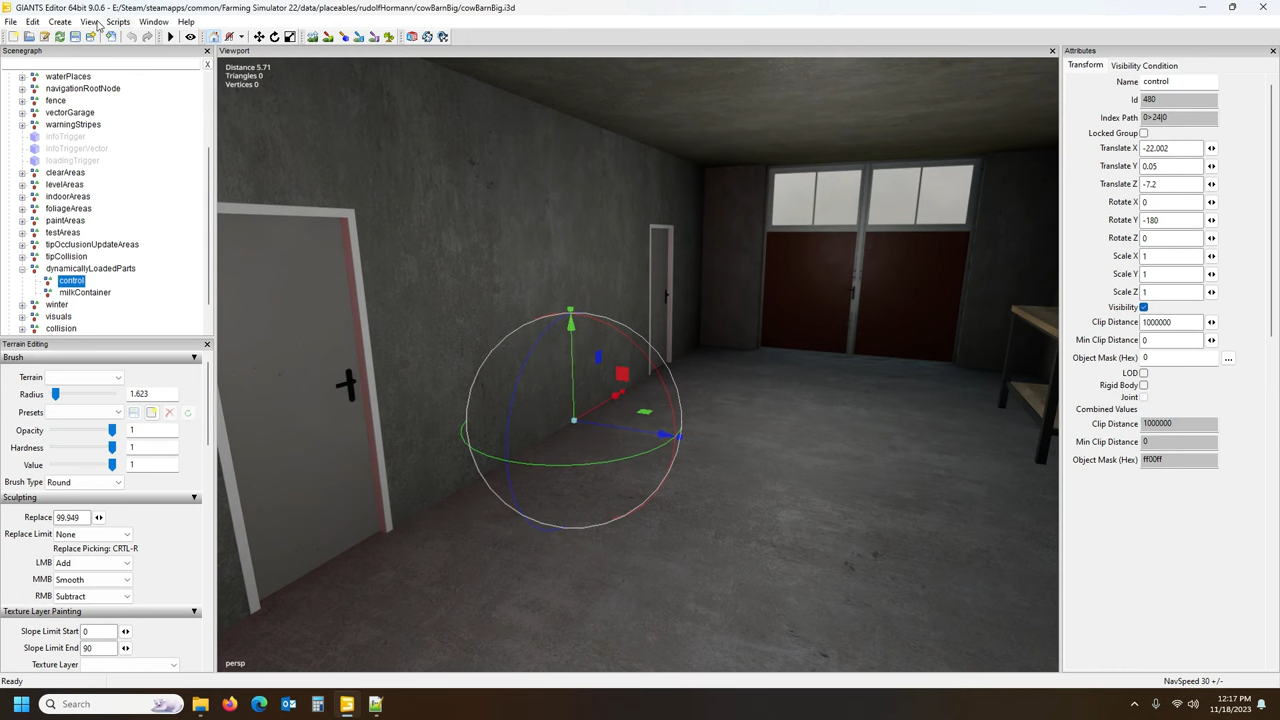 GIANTS Editor 64bit 9.0.6 - E:/Steam/steamapps/common/Farming Simulator 22/data/placeables/rudolfHormann/cowBarnBig/cowBarnBig.i3d
File Edit Create View Scripts Window Help
Scenegraph
waterPlaces
navigationRootNode
fence
vectorGarage
warningStripes
infoTrigger
infoTriggerVector
loadingTrigger
clearAreas
levelAreas
indoorAreas
foliageAreas
paintAreas
testAreas
tipOcclusionUpdateAreas
tipCollision
dynamicallyLoadedParts
control
milkContainer
winter
visuals
collision
Terrain Editing
Brush
Terrain
Radius 1.623
Presets
Opacity 1
Hardness 1
Value 1
Brush Type Round
Sculpting
Replace 99.949
Replace Limit None
Replace Picking: CRTL-R
LMB Add
MMB Smooth
RMB Subtract
Texture Layer Painting
Slope Limit Start 0
Slope Limit End 90
Texture Layer
Ready
Viewport
Distance 5.71
Triangles 0
Vertices 0
persp
Attributes
Transform Visibility Condition
Name control
Id 480
Index Path 0>24|0
Locked Group
Translate X -22.002
Translate Y 0.05
Translate Z -7.2
Rotate X 0
Rotate Y -180
Rotate Z 0
Scale X 1
Scale Y 1
Scale Z 1
Visibility
Clip Distance 1000000
Min Clip Distance 0
Object Mask (Hex) 0 ...
LOD
Rigid Body
Joint
Combined Values
Clip Distance 1000000
Min Clip Distance 0
Object Mask (Hex) ff00ff
NavSpeed 30 +/-
Search
12:17 PM
11/18/2023